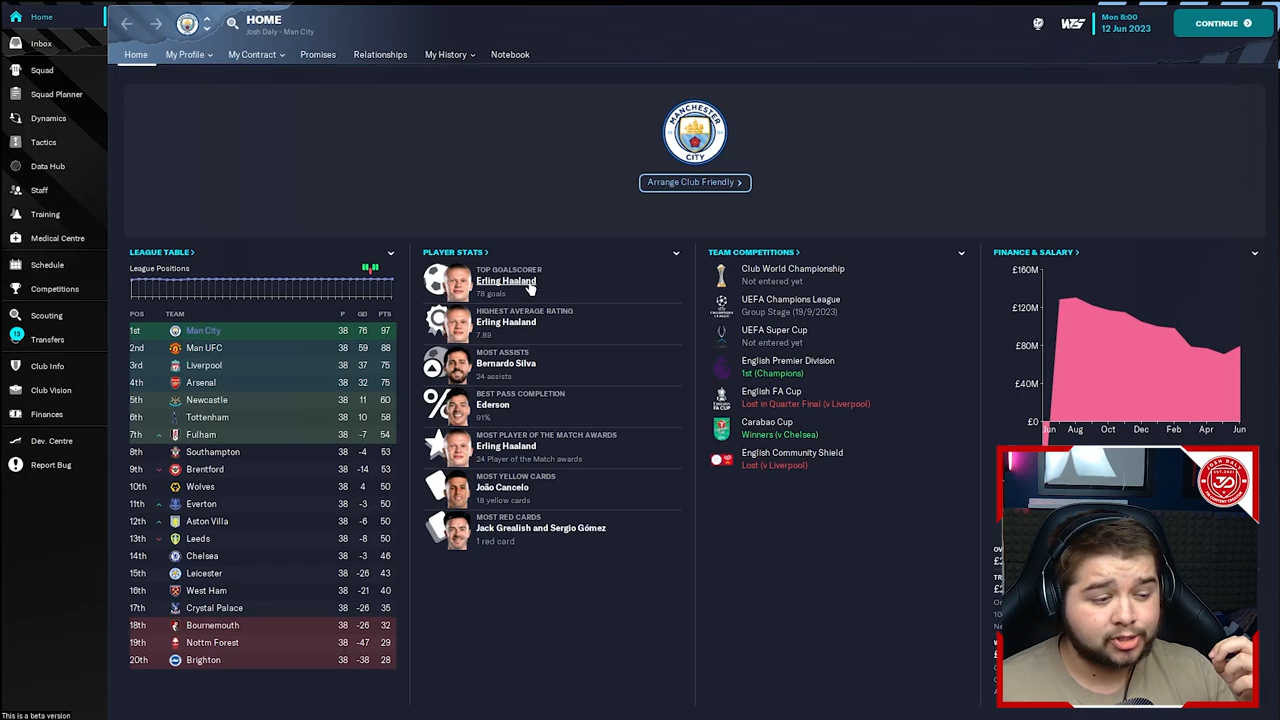 Home
Inbox
Squad
Squad Planner
Dynamics
Tactics
Data Hub
Staff
Training
Medical Centre
Schedule
Competitions
Scouting
13
Transfers
Club Info
Club Vision
Finances
Dev. Centre
Report Bug
This is a beta version
HOME
Josh Daly - Man City
Mon 8:00
12 Jun 2023
CONTINUE
Home
My Profile
My Contract
Promises
Relationships
My History
Notebook
MANCHESTER
CITY
Arrange Club Friendly >
LEAGUE TABLE >
League Positions
POS TEAM P GD PTS
1st Man City 38 76 97
2nd Man UFC 38 59 88
3rd Liverpool 38 37 75
4th Arsenal 38 32 75
5th Newcastle 38 11 60
6th Tottenham 38 10 58
7th Fulham 38 -7 54
8th Southampton 38 -4 53
9th Brentford 38 -14 53
10th Wolves 38 4 50
11th Everton 38 -3 50
12th Aston Villa 38 -6 50
13th Leeds 38 -8 50
14th Chelsea 38 -3 46
15th Leicester 38 -26 43
16th West Ham 38 -21 40
17th Crystal Palace 38 -26 35
18th Bournemouth 38 -26 32
19th Nottm Forest 38 -47 29
20th Brighton 38 -38 28
PLAYER STATS >
TOP GOALSCORER
Erling Haaland
78 goals
HIGHEST AVERAGE RATING
Erling Haaland
7.89
MOST ASSISTS
Bernardo Silva
24 assists
BEST PASS COMPLETION
Ederson
91%
MOST PLAYER OF THE MATCH AWARDS
Erling Haaland
24 Player of the Match awards
MOST YELLOW CARDS
João Cancelo
18 yellow cards
MOST RED CARDS
Jack Grealish and Sergio Gómez
1 red card
TEAM COMPETITIONS >
Club World Championship
Not entered yet
UEFA Champions League
Group Stage (19/9/2023)
UEFA Super Cup
Not entered yet
English Premier Division
1st (Champions)
English FA Cup
Lost in Quarter Final (v Liverpool)
Carabao Cup
Winners (v Chelsea)
English Community Shield
Lost (v Liverpool)
FINANCE & SALARY >
£160M
£120M
£80M
£40M
£0
Jun Aug Oct Dec Feb Apr Jun
JOSH DALY